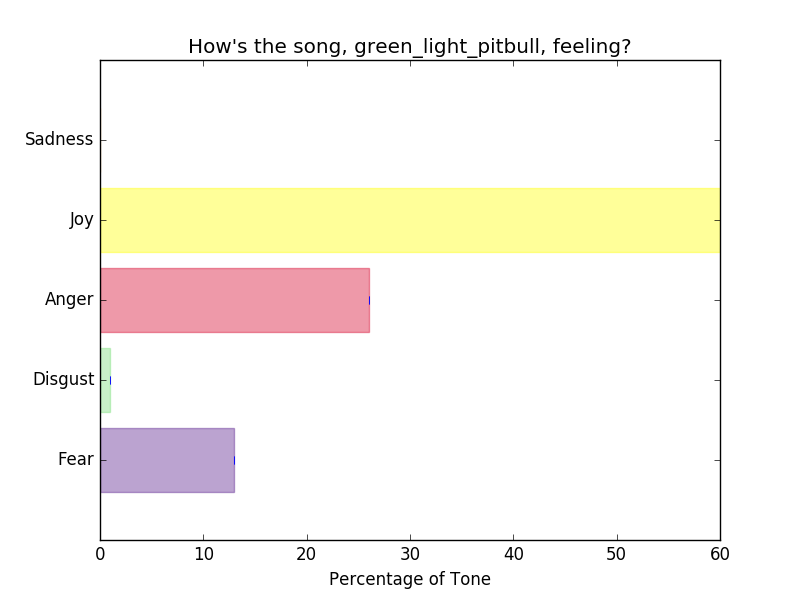 How's the song, green_light_pitbull, feeling?
Sadness
Joy
Anger
Disgust
Fear
0 10 20 30 40 50 60
Percentage of Tone